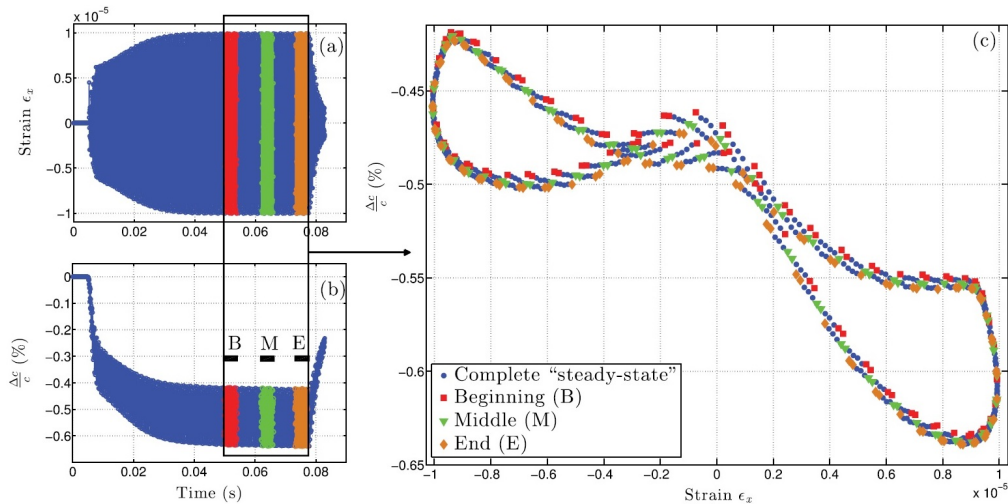 x 10⁻⁵
1
0.5
0
−0.5
−1
Strain ϵₓ
(a)
0 0.02 0.04 0.06 0.08
0
−0.1
−0.2
−0.3
−0.4
−0.5
−0.6
Δc/c (%)
(b)
B M E
0 0.02 0.04 0.06 0.08
Time (s)
(c)
−0.45
−0.5
−0.55
−0.6
−0.65
Δc/c (%)
Complete “steady-state”
Beginning (B)
Middle (M)
End (E)
−1 −0.8 −0.6 −0.4 −0.2 0 0.2 0.4 0.6 0.8 1
Strain ϵₓ
x 10⁻⁵